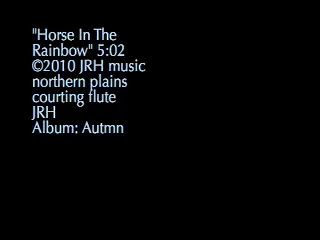 "Horse In The
Rainbow" 5:02
©2010 JRH music
northern plains
courting flute
JRH
Album: Autmn